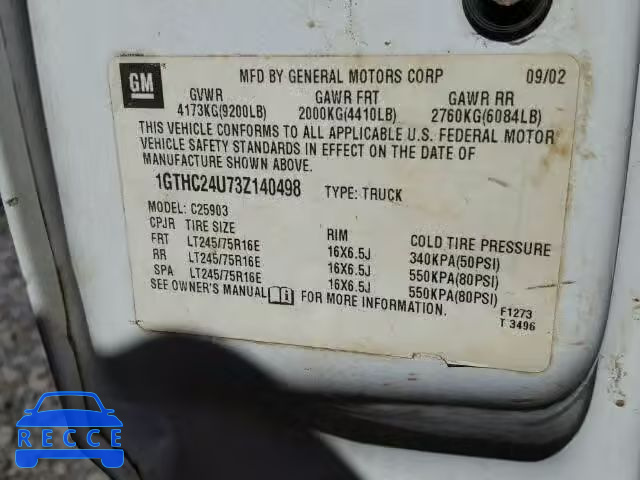 GM
MFD BY GENERAL MOTORS CORP 09/02
GVWR GAWR FRT GAWR RR
4173KG(9200LB) 2000KG(4410LB) 2760KG(6084LB)
THIS VEHICLE CONFORMS TO ALL APPLICABLE U.S. FEDERAL MOTOR
VEHICLE SAFETY STANDARDS IN EFFECT ON THE DATE OF
MANUFACTURE SHOWN ABOVE.
1GTHC24U73Z140498 TYPE: TRUCK
MODEL: C25903
CPJR TIRE SIZE RIM COLD TIRE PRESSURE
FRT LT245/75R16E 16X6.5J 340KPA(50PSI)
RR LT245/75R16E 16X6.5J 550KPA(80PSI)
SPA LT245/75R16E 16X6.5J 550KPA(80PSI)
SEE OWNER'S MANUAL FOR MORE INFORMATION.
F1273
T 3496
RECCE